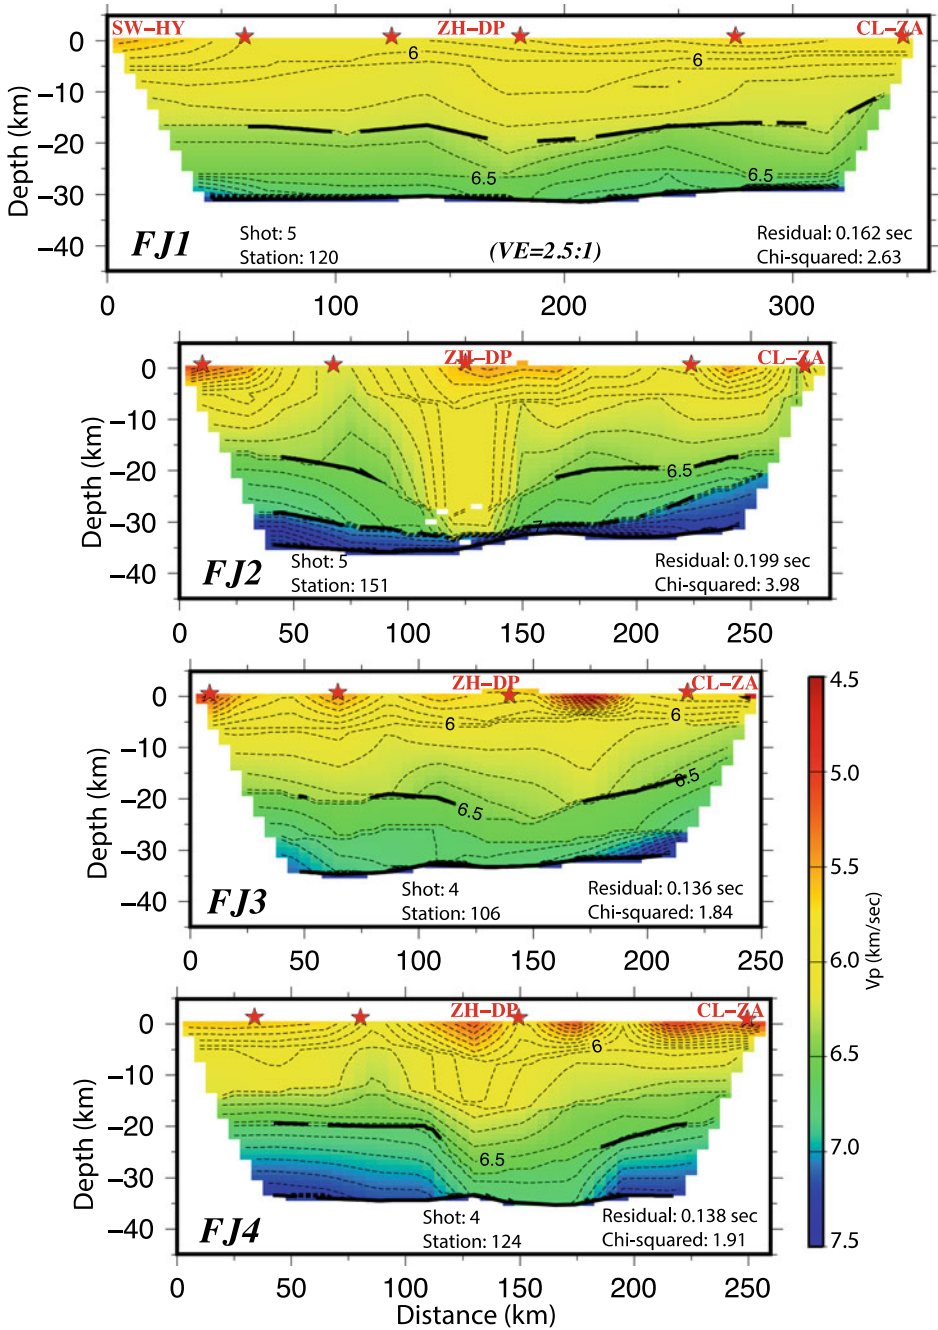 SW–HY ZH–DP CL–ZA
0
−10
−20
−30
−40
Depth (km)
6 6
6.5 6.5
FJ1
Shot: 5
Station: 120
(VE=2.5:1)
Residual: 0.162 sec
Chi-squared: 2.63
0 100 200 300
ZH–DP CL–ZA
0
−10
−20
−30
−40
Depth (km)
6.5
7
FJ2
Shot: 5
Station: 151
Residual: 0.199 sec
Chi-squared: 3.98
0 50 100 150 200 250
ZH–DP CL–ZA
0
−10
−20
−30
−40
Depth (km)
6 6
6.5 6.5
FJ3
Shot: 4
Station: 106
Residual: 0.136 sec
Chi-squared: 1.84
0 50 100 150 200 250
ZH–DP CL–ZA
0
−10
−20
−30
−40
Depth (km)
6
6.5
FJ4
Shot: 4
Station: 124
Residual: 0.138 sec
Chi-squared: 1.91
0 50 100 150 200 250
Distance (km)
4.5
5.0
5.5
6.0
6.5
7.0
7.5
Vp (km/sec)